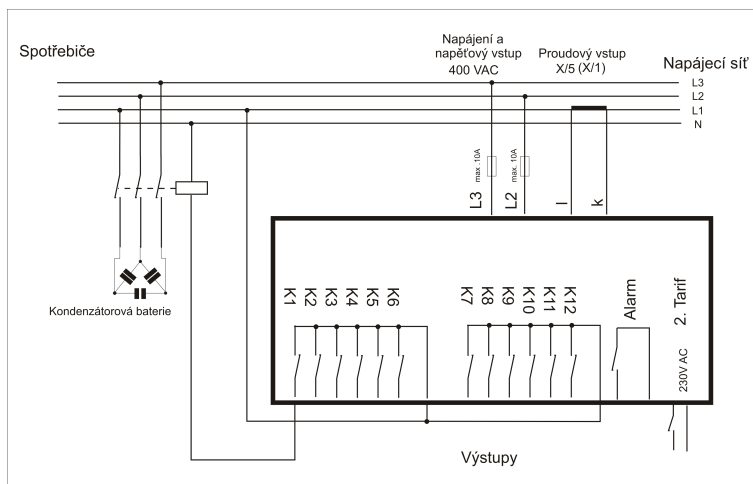 Spotřebiče
Napájení a
napěťový vstup
400 VAC
Proudový vstup
X/5 (X/1)
Napájecí síť
L3
L2
L1
N
max .10A
max .10A
L3
L2
l
k
Kondenzátorová baterie
K1
K2
K3
K4
K5
K6
K7
K8
K9
K10
K11
K12
Alarm
2. Tarif
230V AC
Výstupy